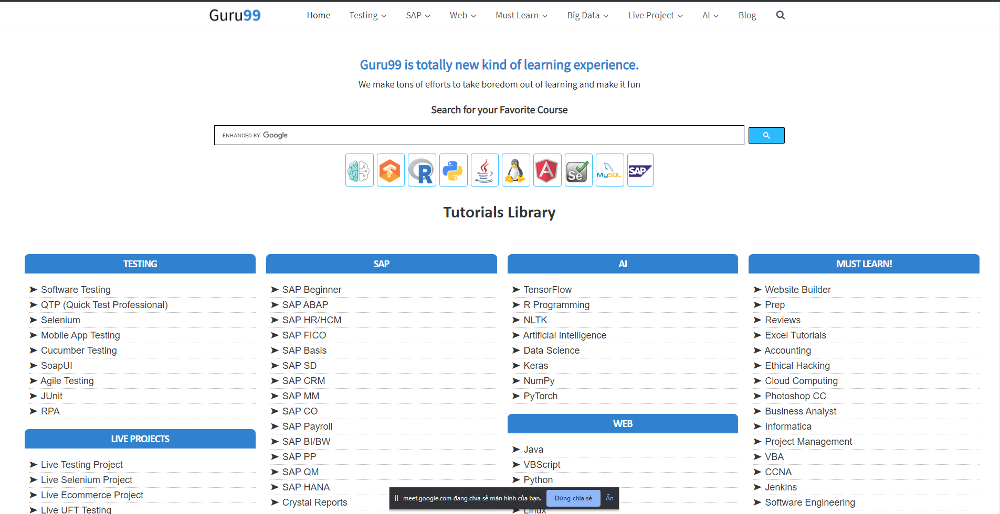 Guru99 Home Testing SAP Web Must Learn Big Data Live Project AI Blog
Guru99 is totally new kind of learning experience.
We make tons of efforts to take boredom out of learning and make it fun
Search for your Favorite Course
ENHANCED BY Google
R
A
Se
MySQL
SAP
Tutorials Library
TESTING
Software Testing
QTP (Quick Test Professional)
Selenium
Mobile App Testing
Cucumber Testing
SoapUI
Agile Testing
JUnit
RPA
LIVE PROJECTS
Live Testing Project
Live Selenium Project
Live Ecommerce Project
Live UFT Testing
SAP
SAP Beginner
SAP ABAP
SAP HR/HCM
SAP FICO
SAP Basis
SAP SD
SAP CRM
SAP MM
SAP CO
SAP Payroll
SAP BI/BW
SAP PP
SAP QM
SAP HANA
Crystal Reports
AI
TensorFlow
R Programming
NLTK
Artificial Intelligence
Data Science
Keras
NumPy
PyTorch
WEB
Java
VBScript
Python
Linux
MUST LEARN!
Website Builder
Prep
Reviews
Excel Tutorials
Accounting
Ethical Hacking
Cloud Computing
Photoshop CC
Business Analyst
Informatica
Project Management
VBA
CCNA
Jenkins
Software Engineering
meet.google.com đang chia sẻ màn hình của bạn. Dừng chia sẻ Ẩn